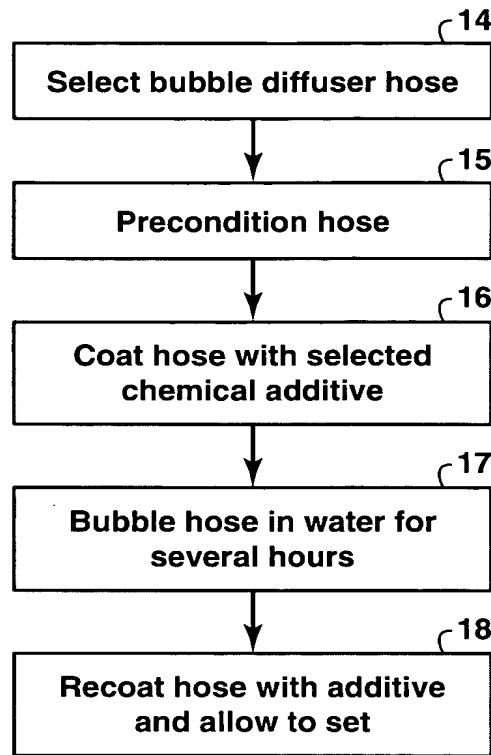 14
Select bubble diffuser hose
15
Precondition hose
16
Coat hose with selected
chemical additive
17
Bubble hose in water for
several hours
18
Recoat hose with additive
and allow to set